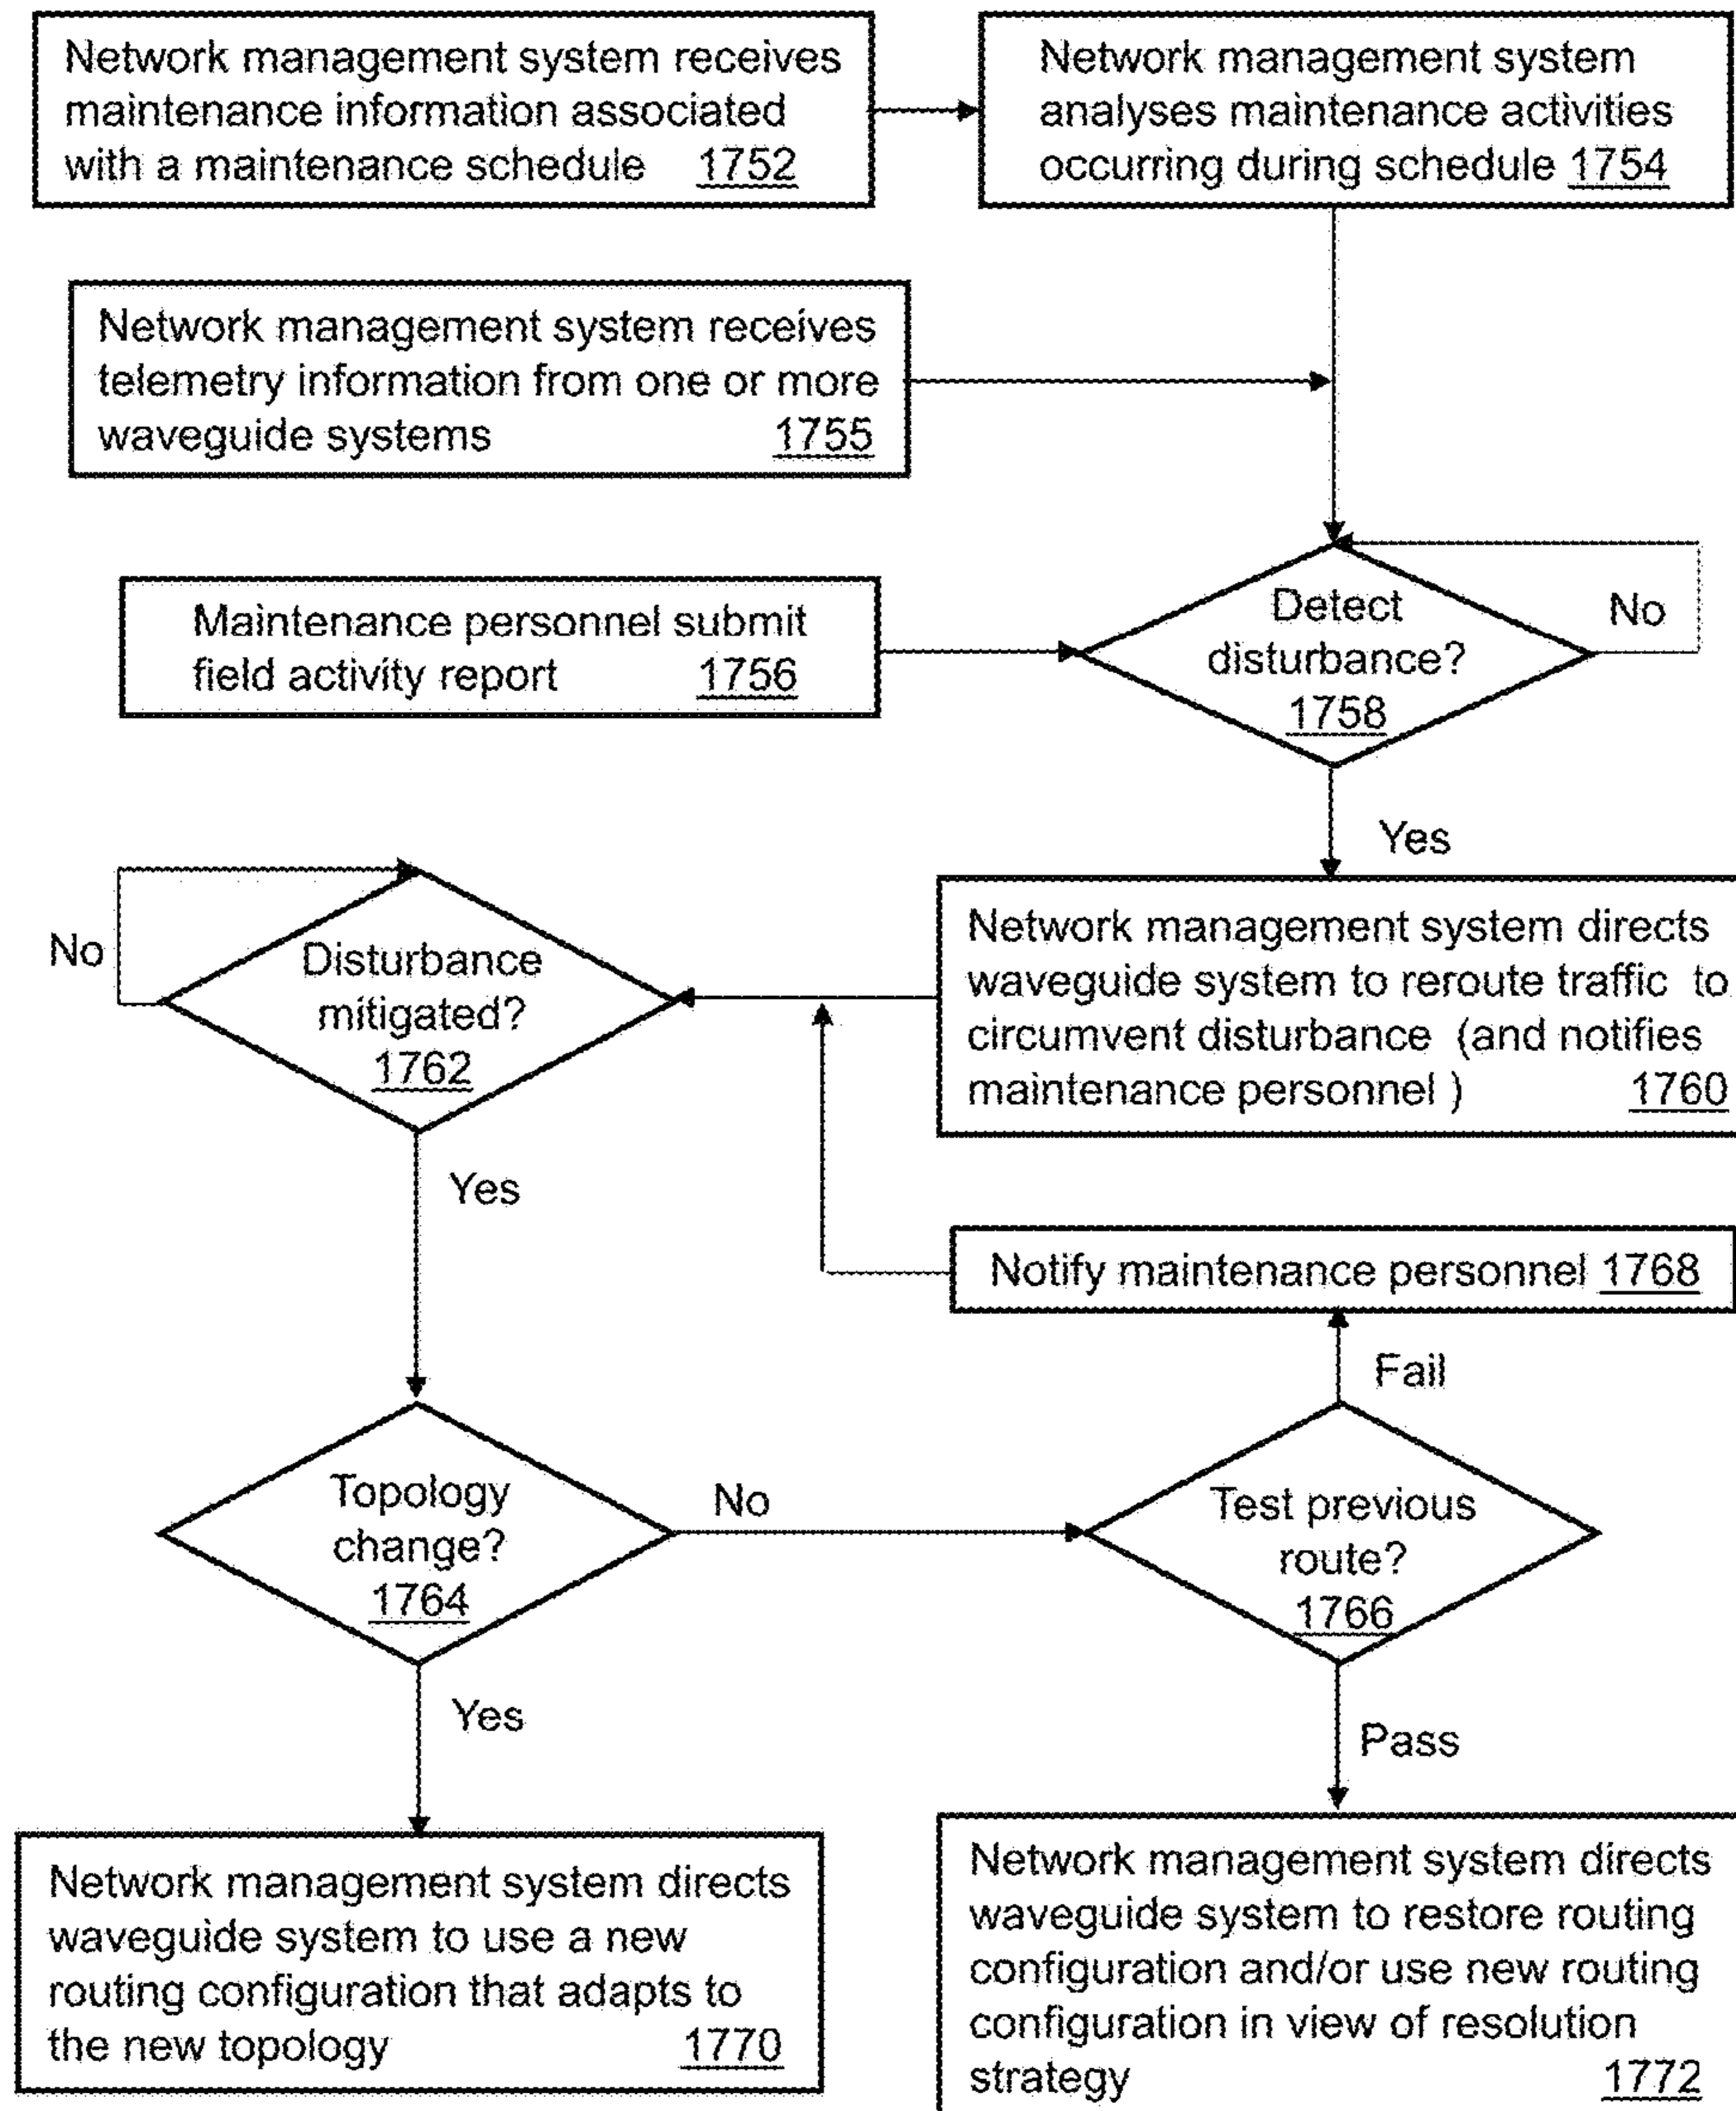 Network management system receives
maintenance information associated
with a maintenance schedule 1752
Network management system
analyses maintenance activities
occurring during schedule 1754
Network management system receives
telemetry information from one or more
waveguide systems 1755
Maintenance personnel submit
field activity report 1756
Detect
disturbance?
1758
No
Yes
Network management system directs
waveguide system to reroute traffic to
circumvent disturbance (and notifies
maintenance personnel ) 1760
No
Disturbance
mitigated?
1762
Yes
Notify maintenance personnel 1768
Fail
Topology
change?
1764
No
Test previous
route?
1766
Yes
Pass
Network management system directs
waveguide system to use a new
routing configuration that adapts to
the new topology 1770
Network management system directs
waveguide system to restore routing
configuration and/or use new routing
configuration in view of resolution
strategy 1772